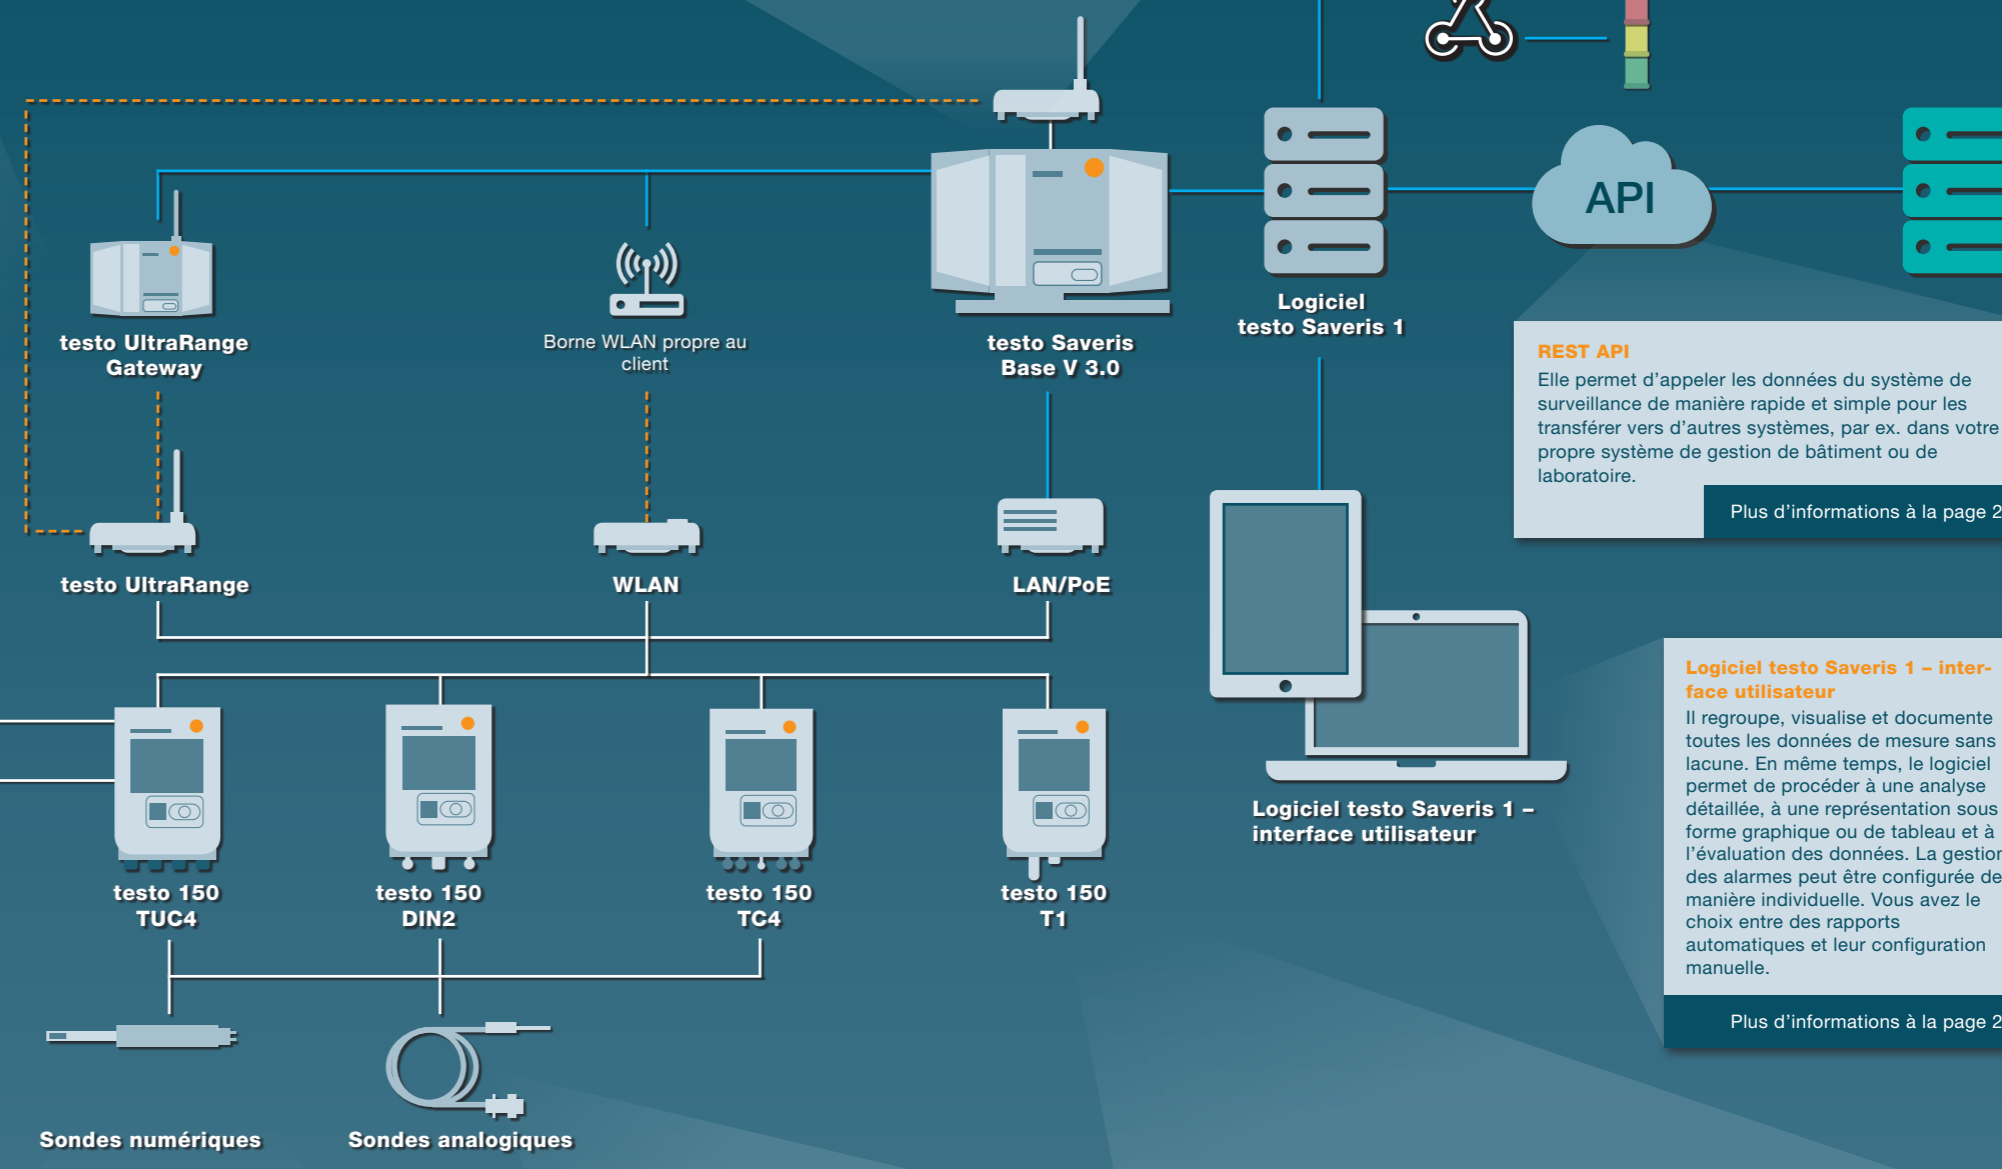 API
testo UltraRange
Gateway
Borne WLAN propre au
client
testo Saveris
Base V 3.0
Logiciel
testo Saveris 1
REST API
Elle permet d’appeler les données du système de
surveillance de manière rapide et simple pour les
transférer vers d’autres systèmes, par ex. dans votre
propre système de gestion de bâtiment ou de
laboratoire.
Plus d’informations à la page 2
testo UltraRange
WLAN
LAN/PoE
Logiciel testo Saveris 1 – inter-
face utilisateur
Il regroupe, visualise et documente
toutes les données de mesure sans
lacune. En même temps, le logiciel
permet de procéder à une analyse
détaillée, à une représentation sous
forme graphique ou de tableau et à
l’évaluation des données. La gestion
des alarmes peut être configurée de
manière individuelle. Vous avez le
choix entre des rapports
automatiques et leur configuration
manuelle.
Plus d’informations à la page 2
Logiciel testo Saveris 1 –
interface utilisateur
testo 150
TUC4
testo 150
DIN2
testo 150
TC4
testo 150
T1
Sondes numériques
Sondes analogiques